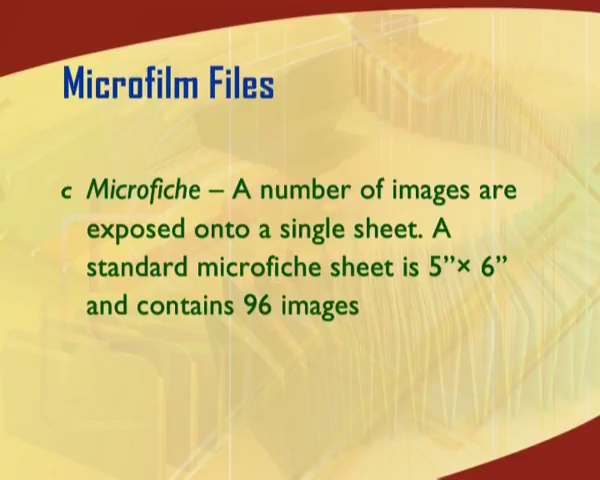 Microfilm Files
c Microfiche – A number of images are
exposed onto a single sheet. A
standard microfiche sheet is 5”× 6”
and contains 96 images